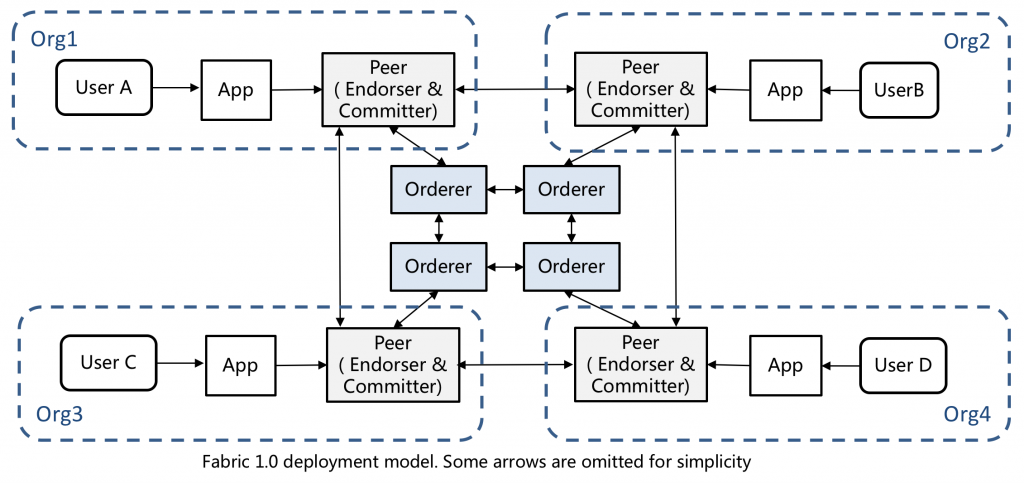 Org1
User A
App
Peer
( Endorser &
Committer)
Peer
( Endorser &
Committer)
App
UserB
Org2
Orderer
Orderer
Orderer
Orderer
User C
App
Peer
( Endorser &
Committer)
Org3
Peer
( Endorser &
Committer)
App
User D
Org4
Fabric 1.0 deployment model. Some arrows are omitted for simplicity